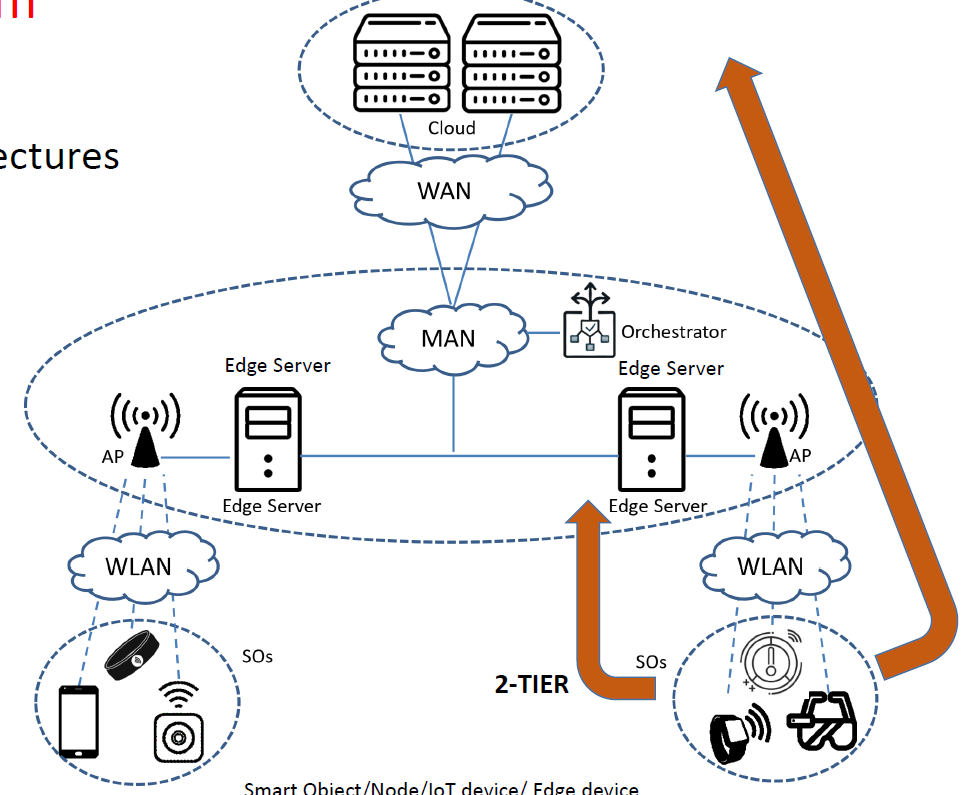 ectures
Cloud
WAN
MAN
Orchestrator
Edge Server
Edge Server
AP
AP
Edge Server
Edge Server
WLAN
WLAN
SOs
SOs
2-TIER
Smart Object/Node/IoT device/ Edge device